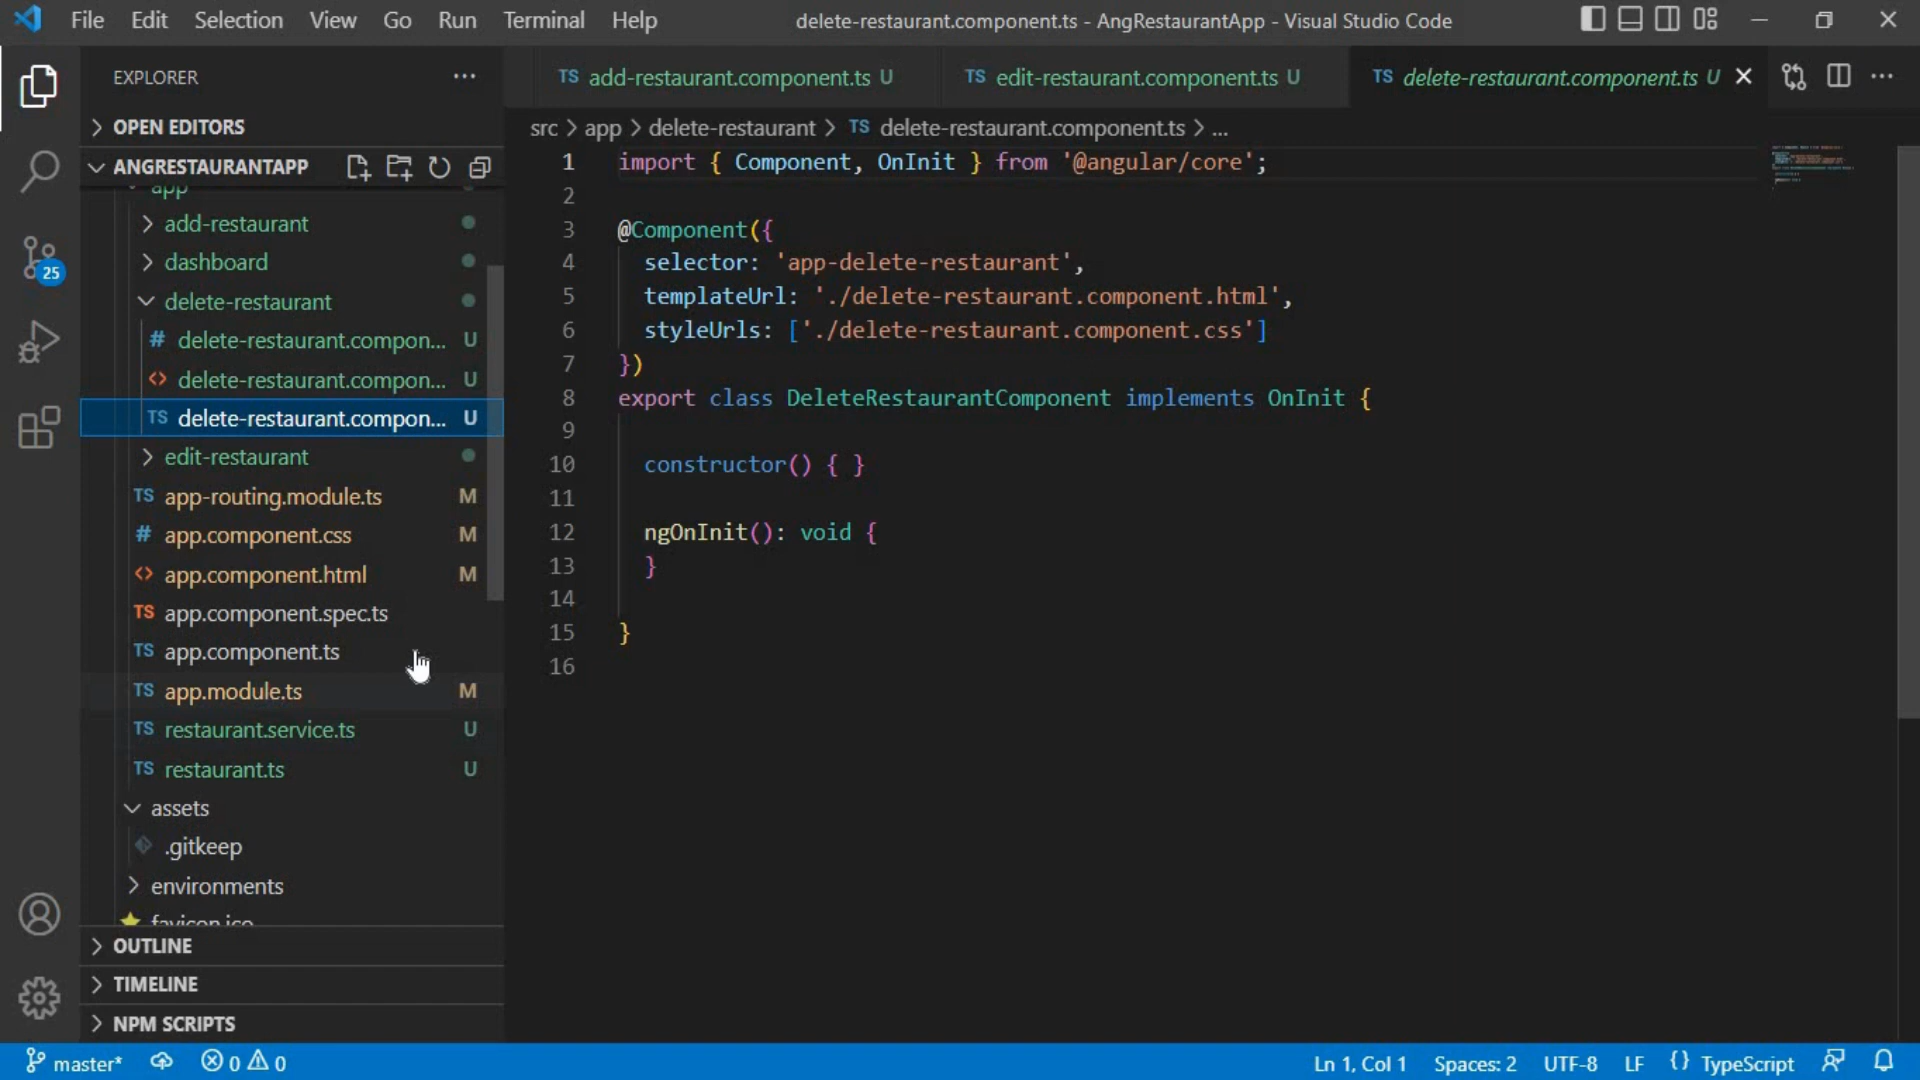 File Edit Selection View Go Run Terminal Help delete-restaurant.component.ts - AngRestaurantApp - Visual Studio Code
EXPLORER ...
TS add-restaurant.component.ts U TS edit-restaurant.component.ts U TS delete-restaurant.component.ts U
OPEN EDITORS
src > app > delete-restaurant > TS delete-restaurant.component.ts > ...
ANGRESTAURANTAPP
app
add-restaurant
dashboard
delete-restaurant
# delete-restaurant.compon... U
<> delete-restaurant.compon... U
TS delete-restaurant.compon... U
edit-restaurant
TS app-routing.module.ts M
# app.component.css M
<> app.component.html M
TS app.component.spec.ts
TS app.component.ts
TS app.module.ts M
TS restaurant.service.ts U
TS restaurant.ts U
assets
.gitkeep
environments
favicon.ico
OUTLINE
TIMELINE
NPM SCRIPTS
25
1 import { Component, OnInit } from '@angular/core';
2
3 @Component({
4 selector: 'app-delete-restaurant',
5 templateUrl: './delete-restaurant.component.html',
6 styleUrls: ['./delete-restaurant.component.css']
7 })
8 export class DeleteRestaurantComponent implements OnInit {
9
10 constructor() { }
11
12 ngOnInit(): void {
13 }
14
15 }
16
master* 0 0 Ln 1, Col 1 Spaces: 2 UTF-8 LF {} TypeScript